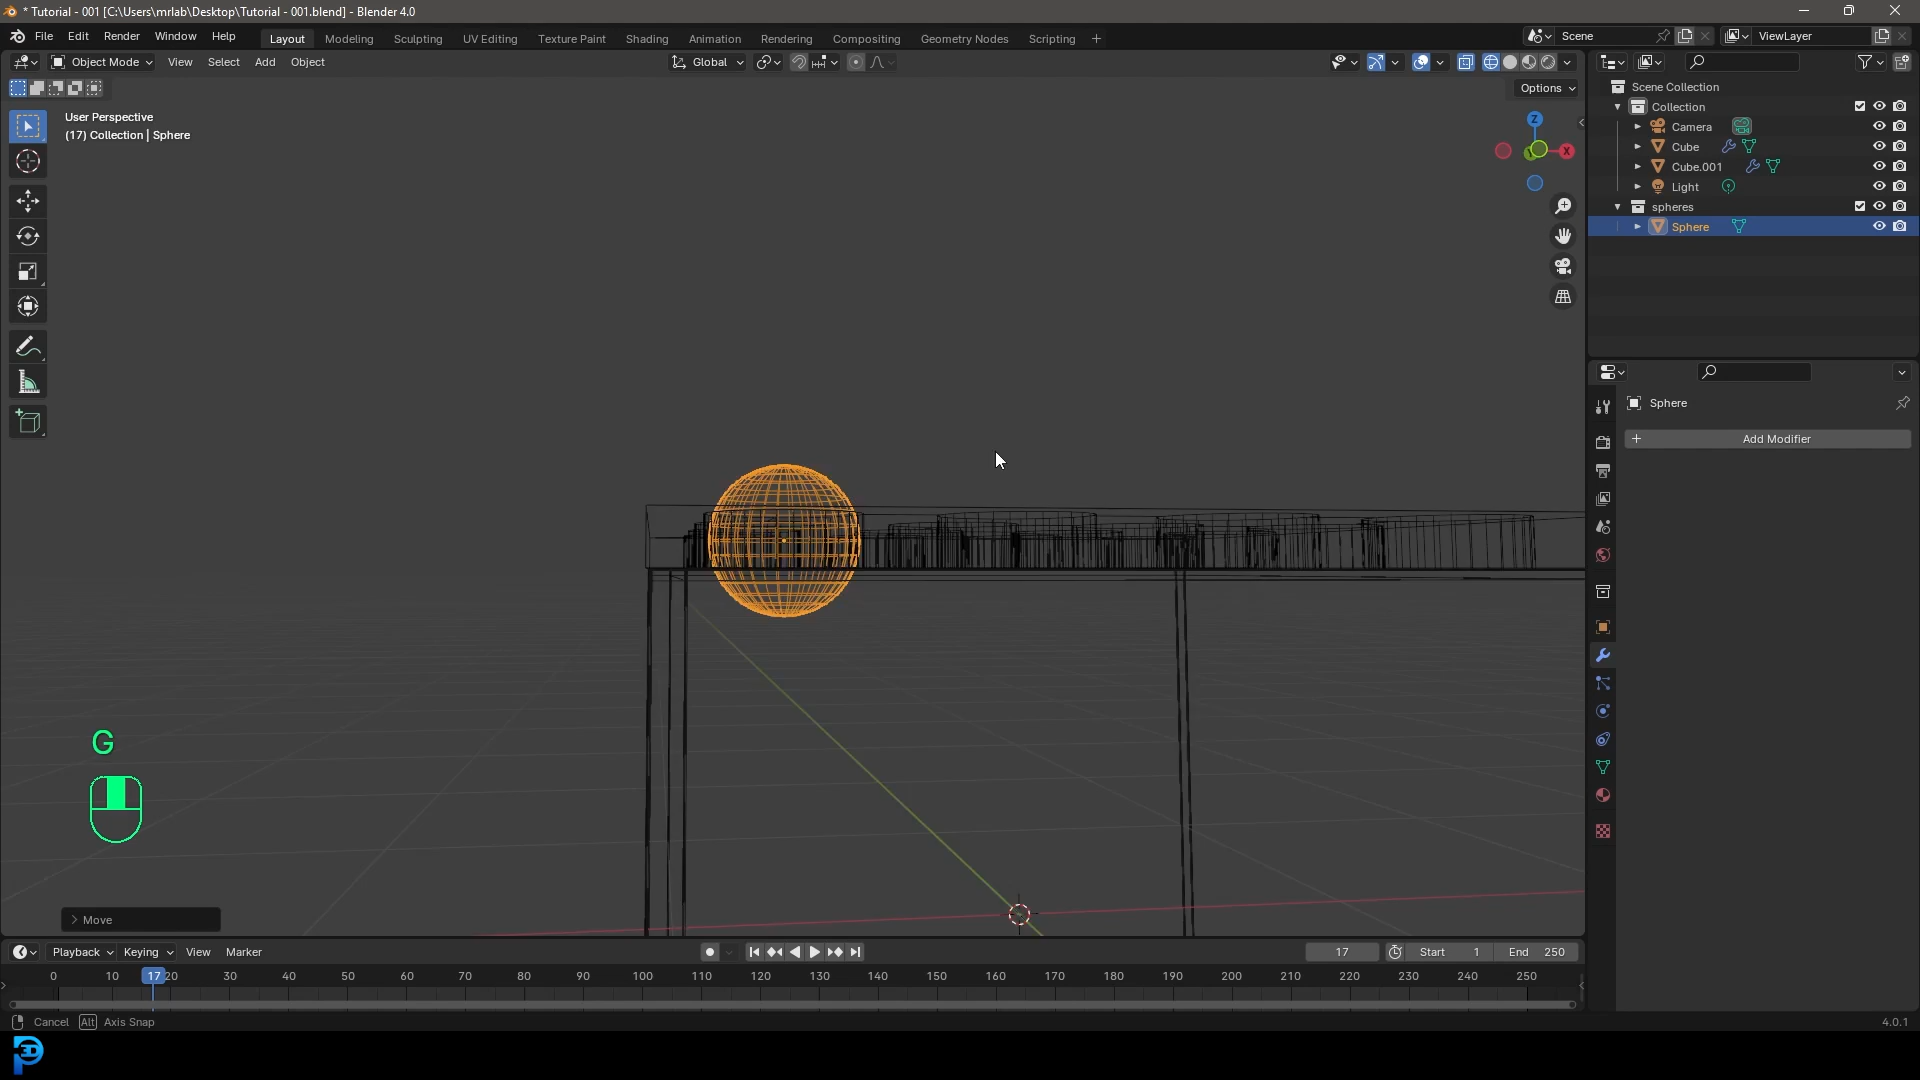 * Tutorial - 001 [C:\Users\mrlab\Desktop\Tutorial - 001.blend] - Blender 4.0
File Edit Render Window Help Layout Modeling Sculpting UV Editing Texture Paint Shading Animation Rendering Compositing Geometry Nodes Scripting + Scene ViewLayer
Object Mode View Select Add Object Global
Options
User Perspective
(17) Collection | Sphere
Z
X
Scene Collection
Collection
Camera
Cube
Cube.001
Light
spheres
Sphere
Sphere
+ Add Modifier
G
> Move
Playback Keying View Marker 17 Start 1 End 250
0 10 17 20 30 40 50 60 70 80 90 100 110 120 130 140 150 160 170 180 190 200 210 220 230 240 250
Cancel Alt Axis Snap 4.0.1
3D